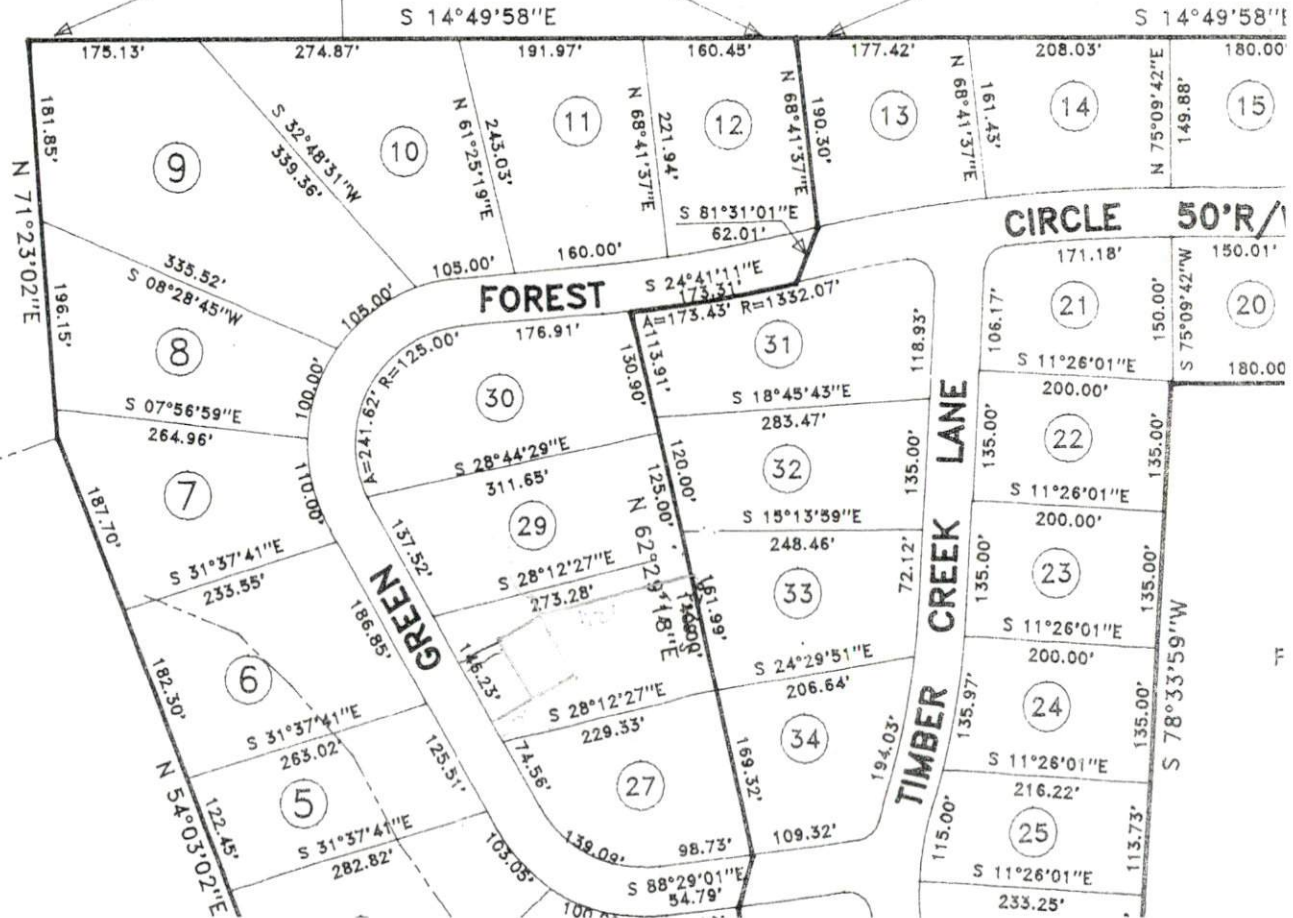 S 14°49'58"E
S 14°49'58"E
175.13'
274.87'
191.97'
160.45'
177.42'
208.03'
180.00'
181.85'
N 71°23'02"E
196.15'
9
S 32°48'31"W
339.36'
10
N 61°25'19"E
243.03'
11
N 68°41'37"E
221.94'
12
N 68°41'37"E
190.30'
13
N 68°41'37"E
161.43'
14
N 75°09'42"E
149.88'
15
S 81°31'01"E
62.01'
CIRCLE 50'R/
335.52'
S 08°28'45"W
105.00'
105.00'
160.00'
FOREST
S 24°41'11"E
173.31'
A=173.43' R=1332.07'
176.91'
A=241.62' R=125.00'
113.91'
130.90'
31
118.93'
106.17'
171.18'
21
150.00'
S 75°09'42"W
150.01'
20
180.00
8
100.00'
30
S 18°45'43"E
283.47'
S 11°26'01"E
200.00'
S 07°56'59"E
264.96'
S 28°44'29"E
311.65'
120.00'
125.00'
32
135.00'
LANE
135.00'
22
135.00'
7
110.00'
187.70'
29
137.52'
N 62°29'18"E
S 15°13'59"E
248.46'
S 11°26'01"E
200.00'
S 31°37'41"E
233.55'
S 28°12'27"E
273.28'
161.99'
33
72.12'
CREEK
135.00'
23
135.00'
S 78°33'59"W
GREEN
186.85'
146.23'
S 24°29'51"E
206.64'
S 11°26'01"E
200.00'
182.30'
6
S 31°37'41"E
263.02'
S 28°12'27"E
229.33'
34
194.03'
TIMBER
135.97'
24
135.00'
N 54°03'02"E
125.51'
74.56'
169.32'
S 11°26'01"E
216.22'
5
122.45'
27
115.00'
25
113.73'
S 31°37'41"E
282.82'
103.05'
139.09'
98.73'
109.32'
S 88°29'01"E
54.79'
S 11°26'01"E
233.25'